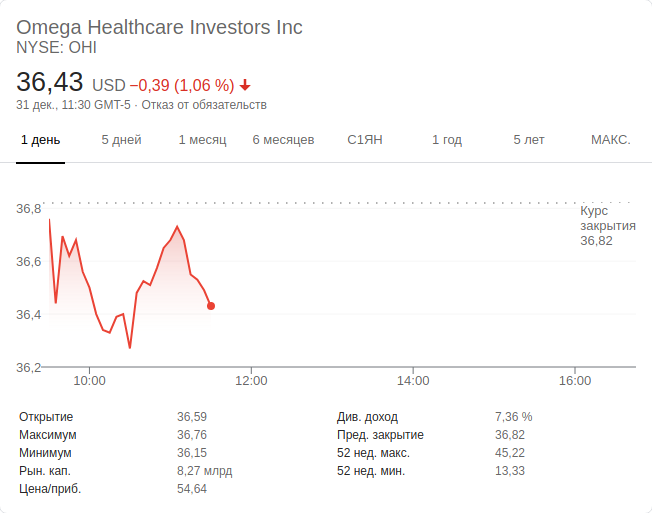 Omega Healthcare Investors Inc
NYSE: OHI
36,43 USD −0,39 (1,06 %)
31 дек., 11:30 GMT-5 · Отказ от обязательств
1 день 5 дней 1 месяц 6 месяцев С1ЯН 1 год 5 лет МАКС.
36,8
36,6
36,4
36,2
Курс
закрытия
36,82
10:00 12:00 14:00 16:00
Открытие 36,59 Див. доход 7,36 %
Максимум 36,76 Пред. закрытие 36,82
Минимум 36,15 52 нед. макс. 45,22
Рын. кап. 8,27 млрд 52 нед. мин. 13,33
Цена/приб. 54,64